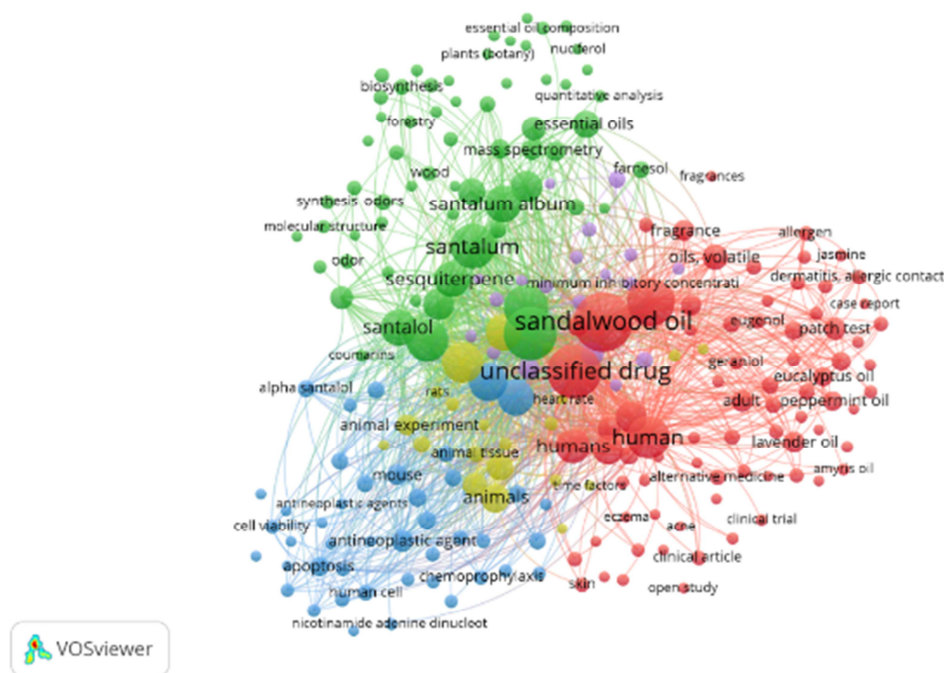 essential oil composition
plants (botany)
nuciferol
biosynthesis
quantitative analysis
forestry
essential oils
mass spectrometry
wood
farnesol
fragrances
synthesis
odors
santalum album
molecular structure
fragrance
allergen
santalum
odor
oils, volatile
jasmine
sesquiterpene
minimum inhibitory concentrati
dermatitis, allergic contact
case report
santalol
sandalwood oil
eugenol
patch test
coumarins
geraniol
unclassified drug
eucalyptus oil
alpha santalol
rats
heart rate
adult
peppermint oil
animal experiment
humans
human
lavender oil
animal tissue
mouse
time factors
alternative medicine
amyris oil
antineoplastic agents
animals
cell viability
eczema
acne
clinical trial
antineoplastic agent
clinical article
apoptosis
chemoprophylaxis
skin
open study
human cell
nicotinamide adenine dinucleot
VOSviewer